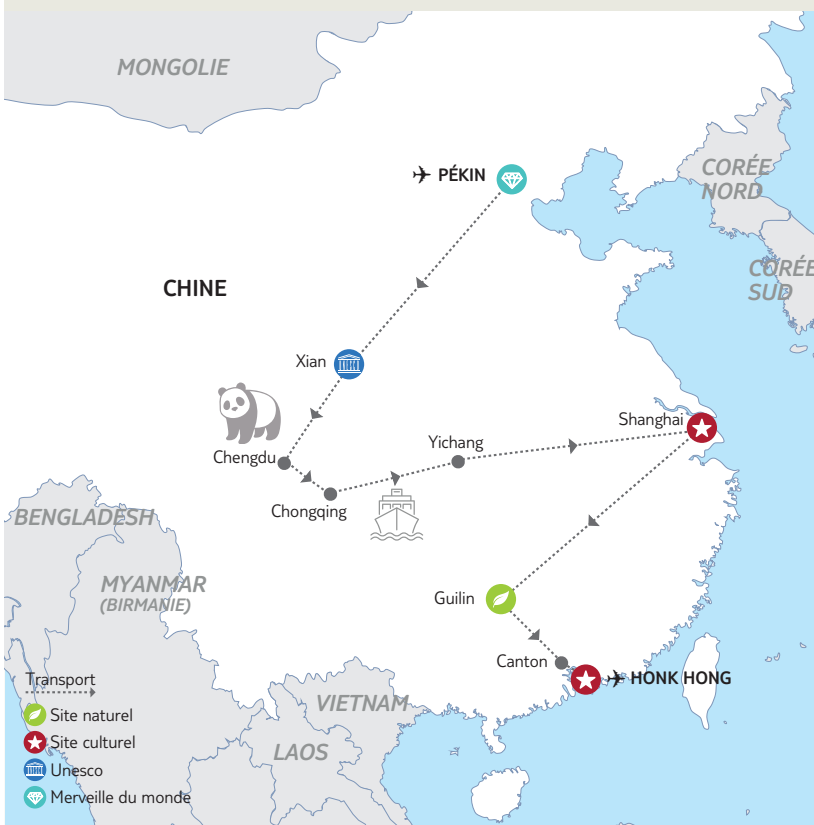 MONGOLIE
PÉKIN
CORÉE
NORD
CHINE
CORÉE
SUD
Xian
Shanghai
Yichang
Chengdu
Chongqing
BENGLADESH
MYANMAR
(BIRMANIE)
Guilin
Canton
HONK HONG
Transport
VIETNAM
Site naturel
Site culturel
LAOS
Unesco
Merveille du monde